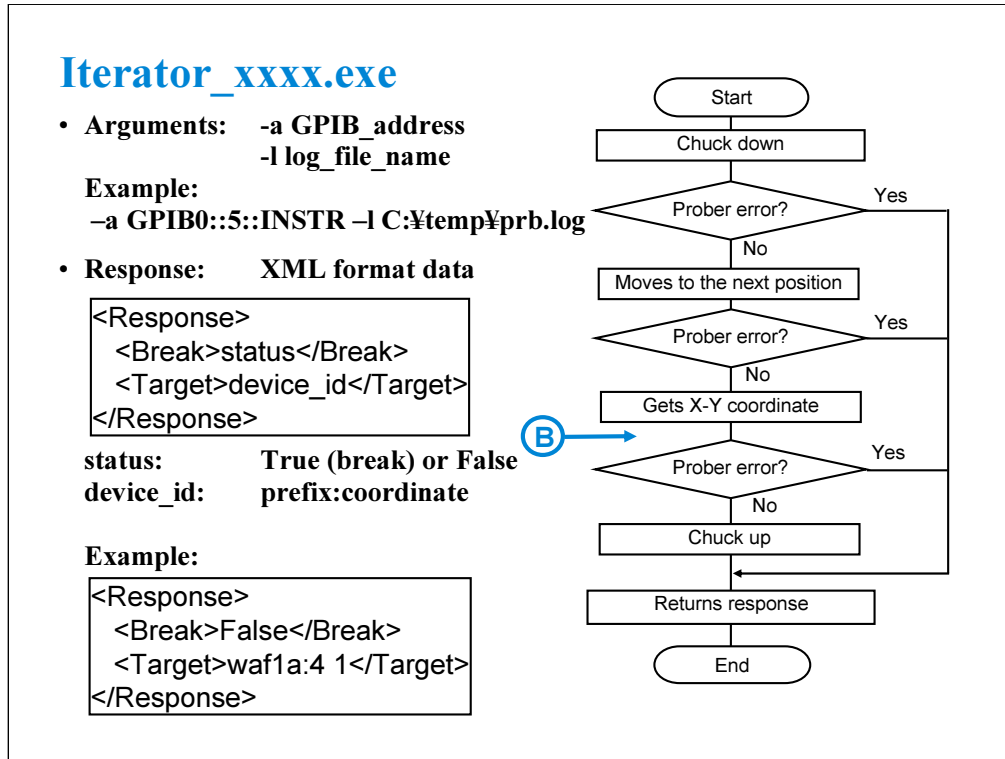 Iterator_xxxx.exe
• Arguments: -a GPIB_address
-l log_file_name
Example:
–a GPIB0::5::INSTR –l C:¥temp¥prb.log
• Response: XML format data
<Response>
<Break>status</Break>
<Target>device_id</Target>
</Response>
status: True (break) or False
device_id: prefix:coordinate
Example:
<Response>
<Break>False</Break>
<Target>waf1a:4 1</Target>
</Response>
Start
Chuck down
Prober error?
Yes
No
Moves to the next position
Prober error?
Yes
No
Gets X-Y coordinate
B
Prober error?
Yes
No
Chuck up
Returns response
End